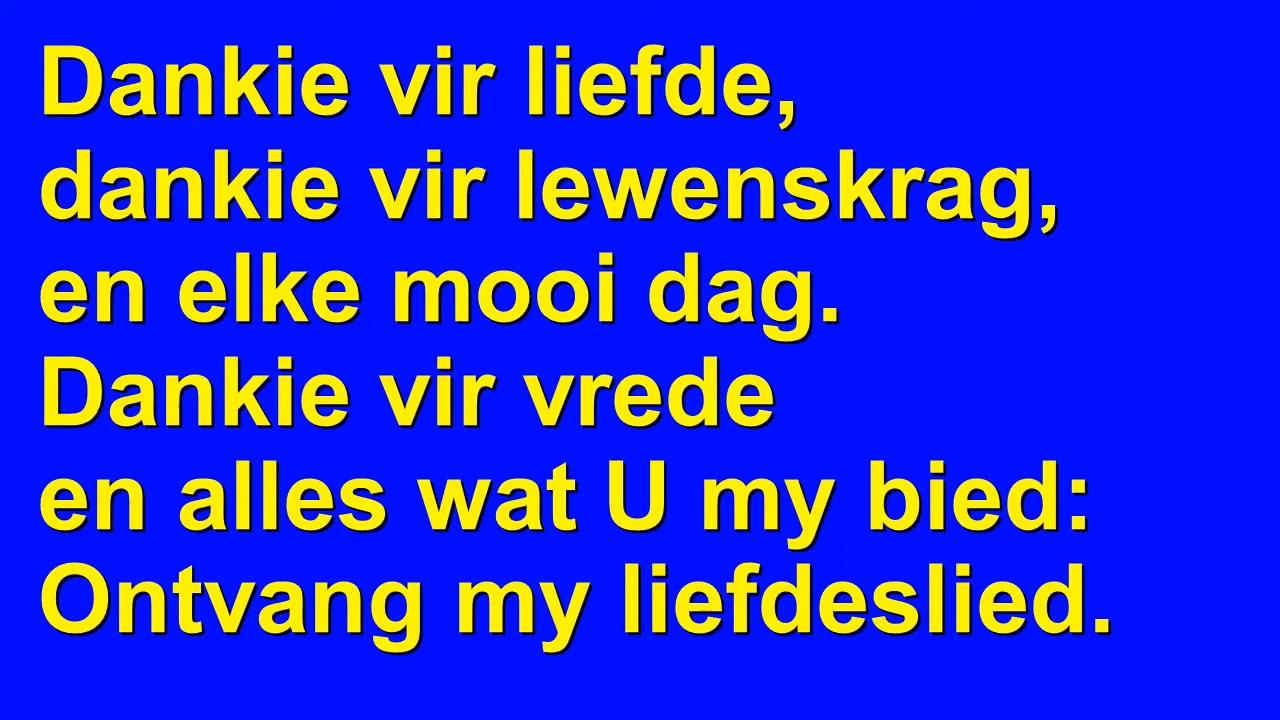 Dankie vir liefde,
dankie vir lewenskrag,
en elke mooi dag.
Dankie vir vrede
en alles wat U my bied:
Ontvang my liefdeslied.